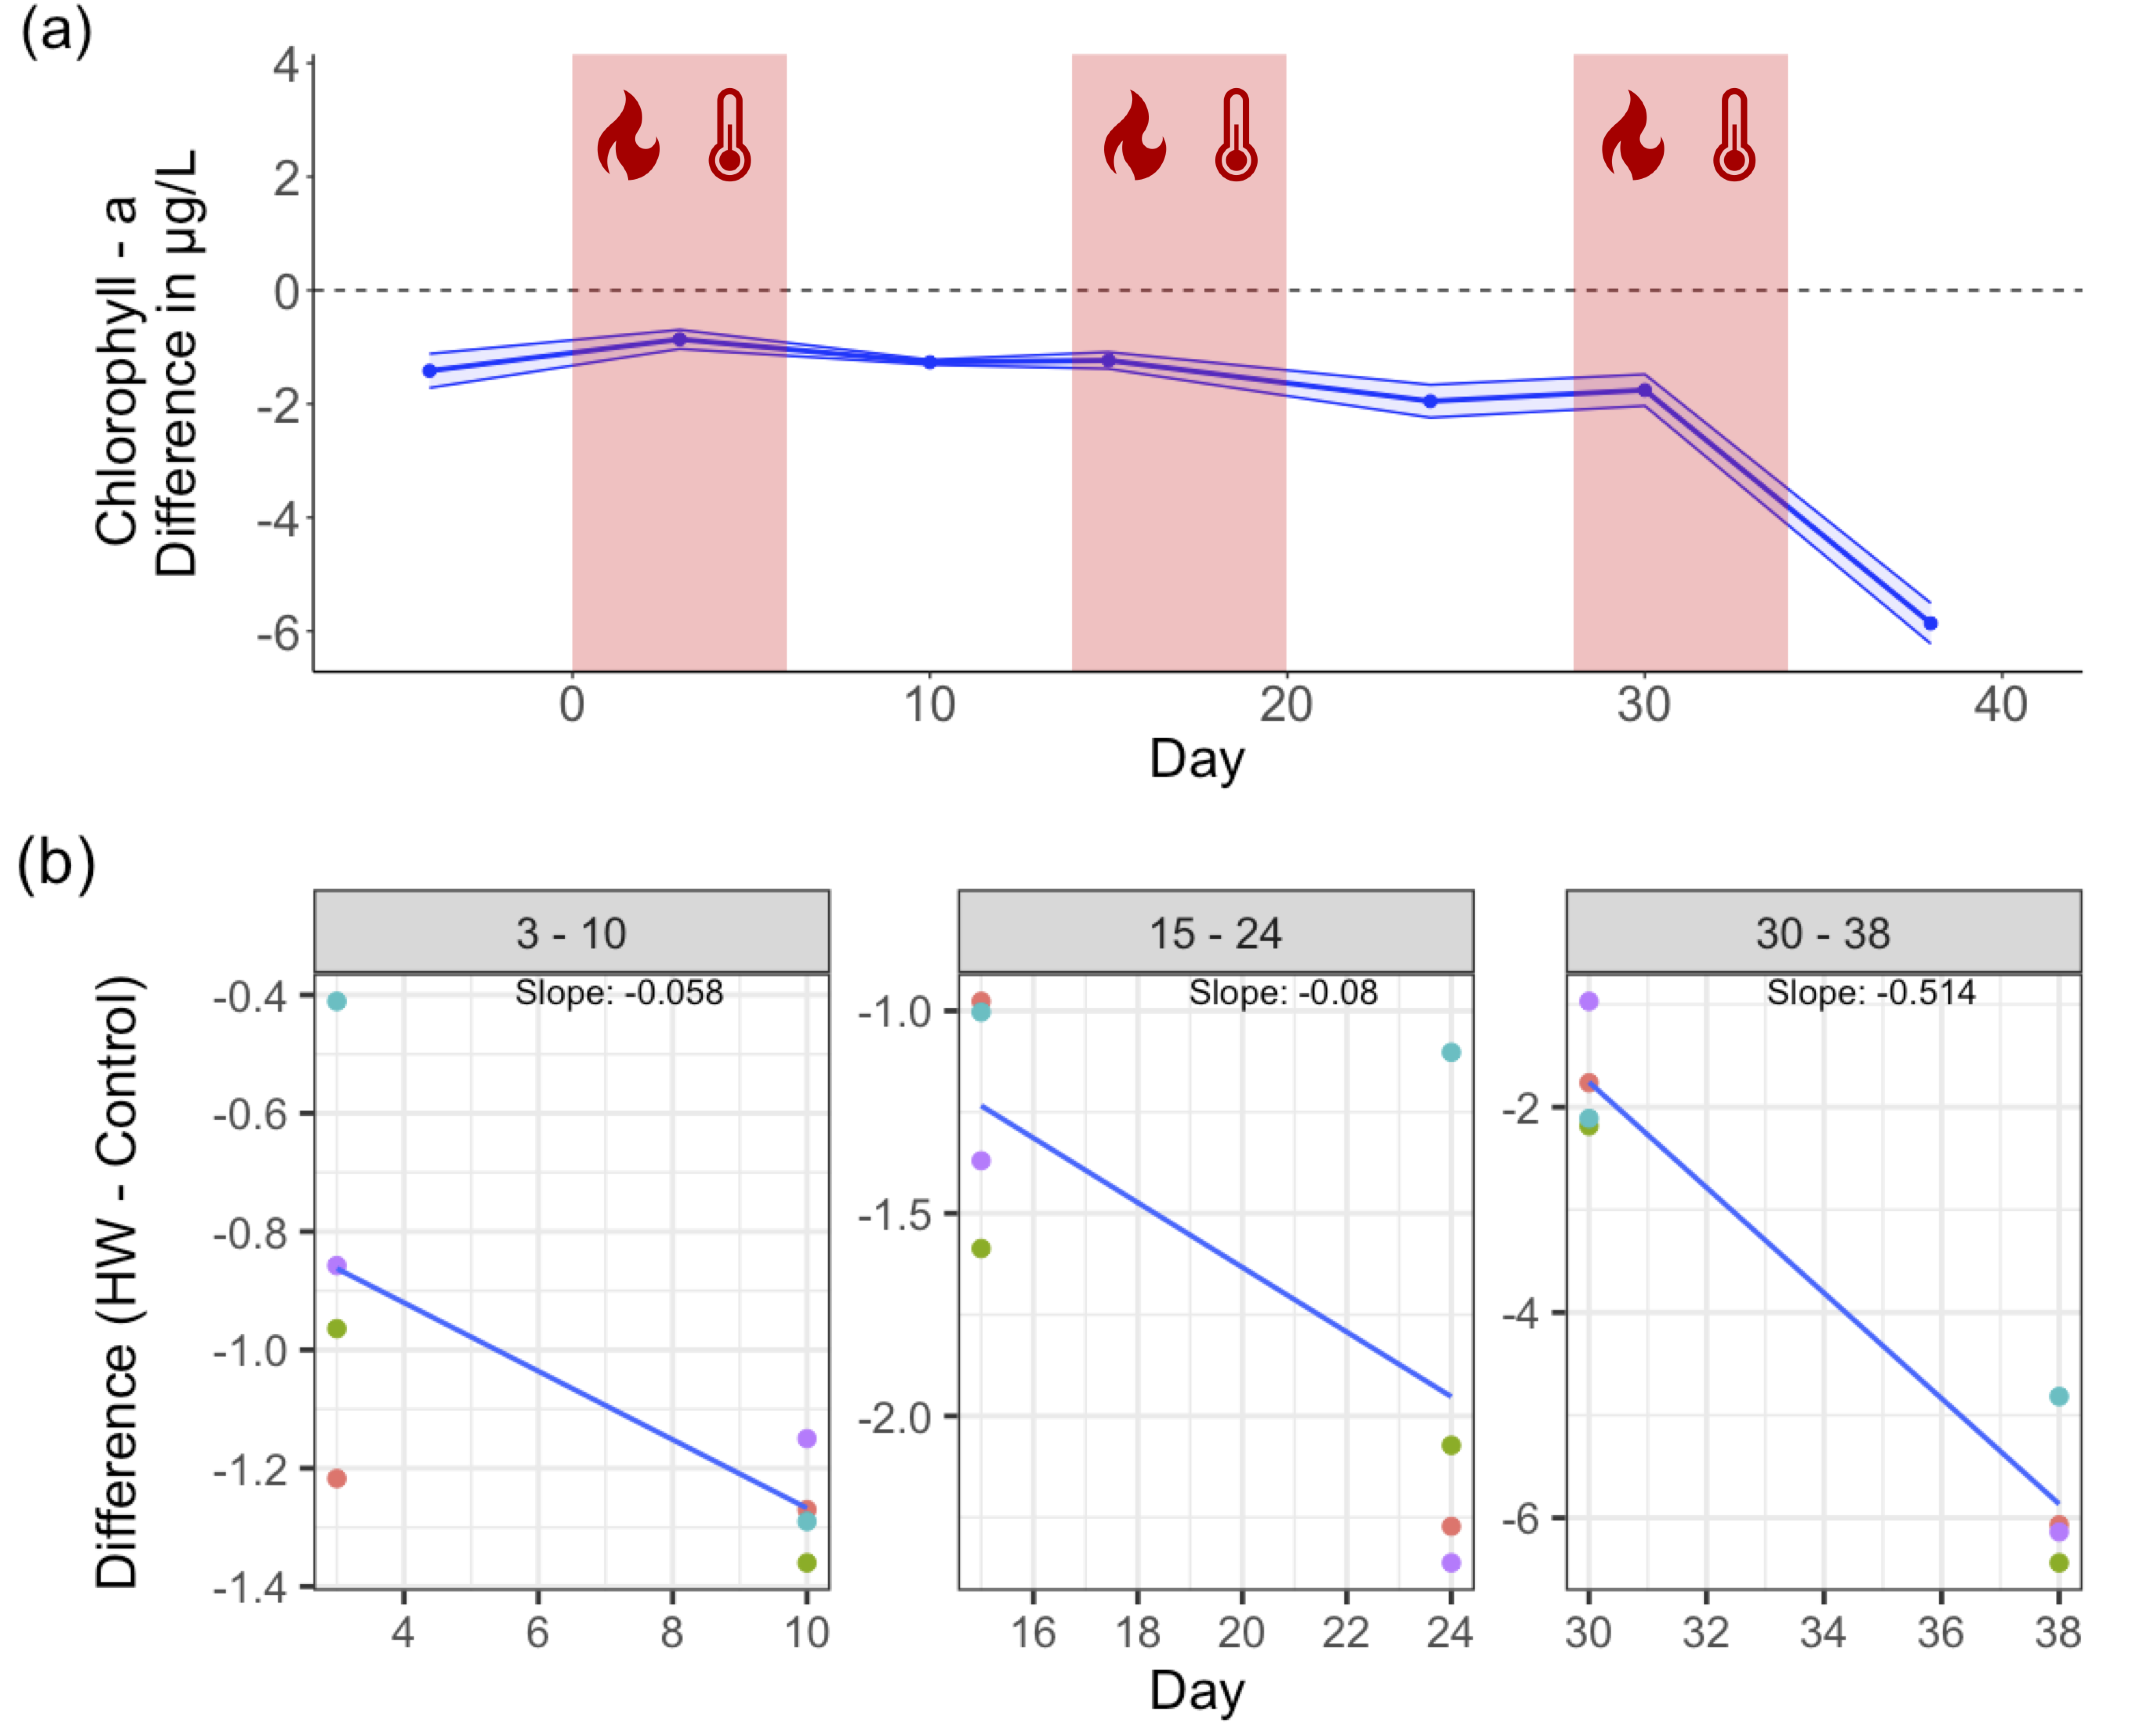 (a)
Chlorophyll - a
Difference in µg/L
4
2
0
-2
-4
-6
0 10 20 30 40
Day
(b)
Difference (HW - Control)
3 - 10
Slope: -0.058
-0.4
-0.6
-0.8
-1.0
-1.2
-1.4
4 6 8 10
15 - 24
Slope: -0.08
-1.0
-1.5
-2.0
16 18 20 22 24
30 - 38
Slope: -0.514
-2
-4
-6
30 32 34 36 38
Day